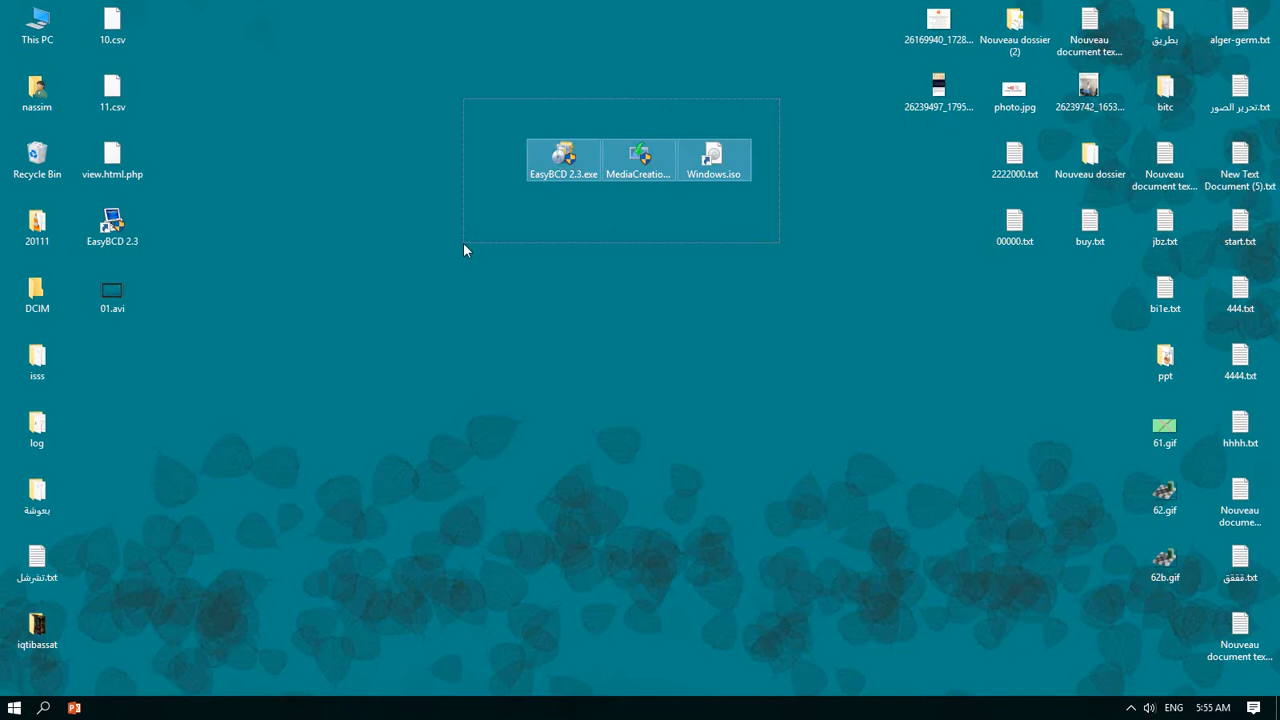 This PC
10.csv
26169940_1728...
Nouveau dossier
(2)
Nouveau
document tex...
بطريق
alger-germ.txt
nassim
11.csv
26239497_1795...
photo.jpg
26239742_1653...
bitc
تحرير الصور.txt
Recycle Bin
view.html.php
EasyBCD 2.3.exe
MediaCreatio...
Windows.iso
2222000.txt
Nouveau dossier
Nouveau
document tex...
New Text
Document (5).txt
20111
EasyBCD 2.3
00000.txt
buy.txt
jbz.txt
start.txt
DCIM
01.avi
bi1e.txt
444.txt
isss
ppt
4444.txt
log
61.gif
hhhh.txt
بعوشة
62.gif
Nouveau
docume...
تشرشل.txt
62b.gif
قققق.txt
iqtibassat
Nouveau
document tex...
ENG
5:55 AM